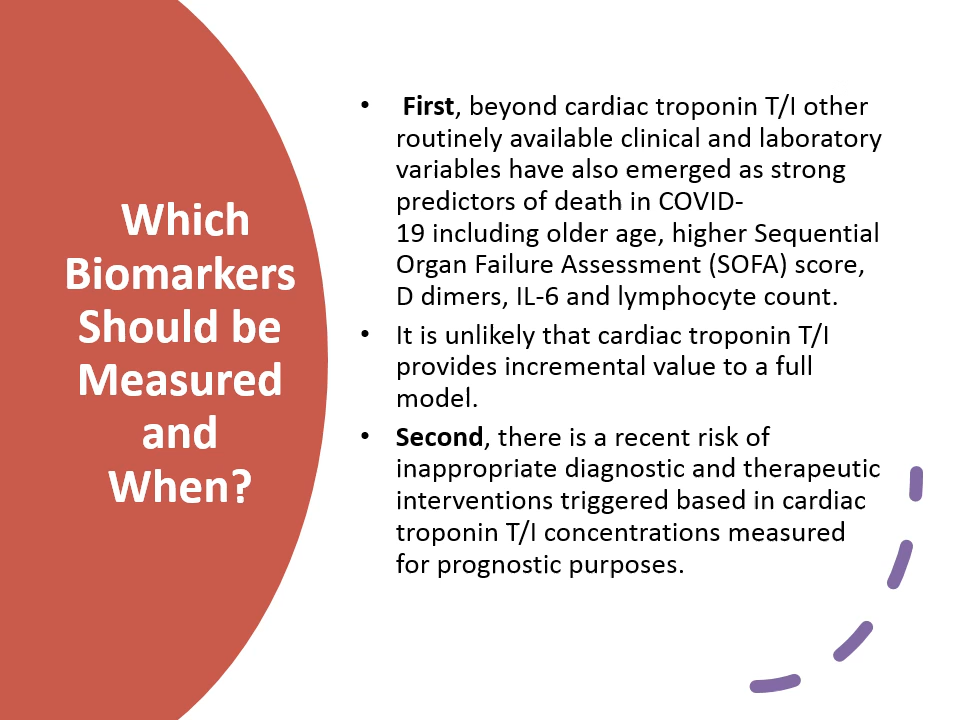 Which
Biomarkers
Should be
Measured
and
When?
• First, beyond cardiac troponin T/I other
routinely available clinical and laboratory
variables have also emerged as strong
predictors of death in COVID-
19 including older age, higher Sequential
Organ Failure Assessment (SOFA) score,
D dimers, IL-6 and lymphocyte count.
• It is unlikely that cardiac troponin T/I
provides incremental value to a full
model.
• Second, there is a recent risk of
inappropriate diagnostic and therapeutic
interventions triggered based in cardiac
troponin T/I concentrations measured
for prognostic purposes.